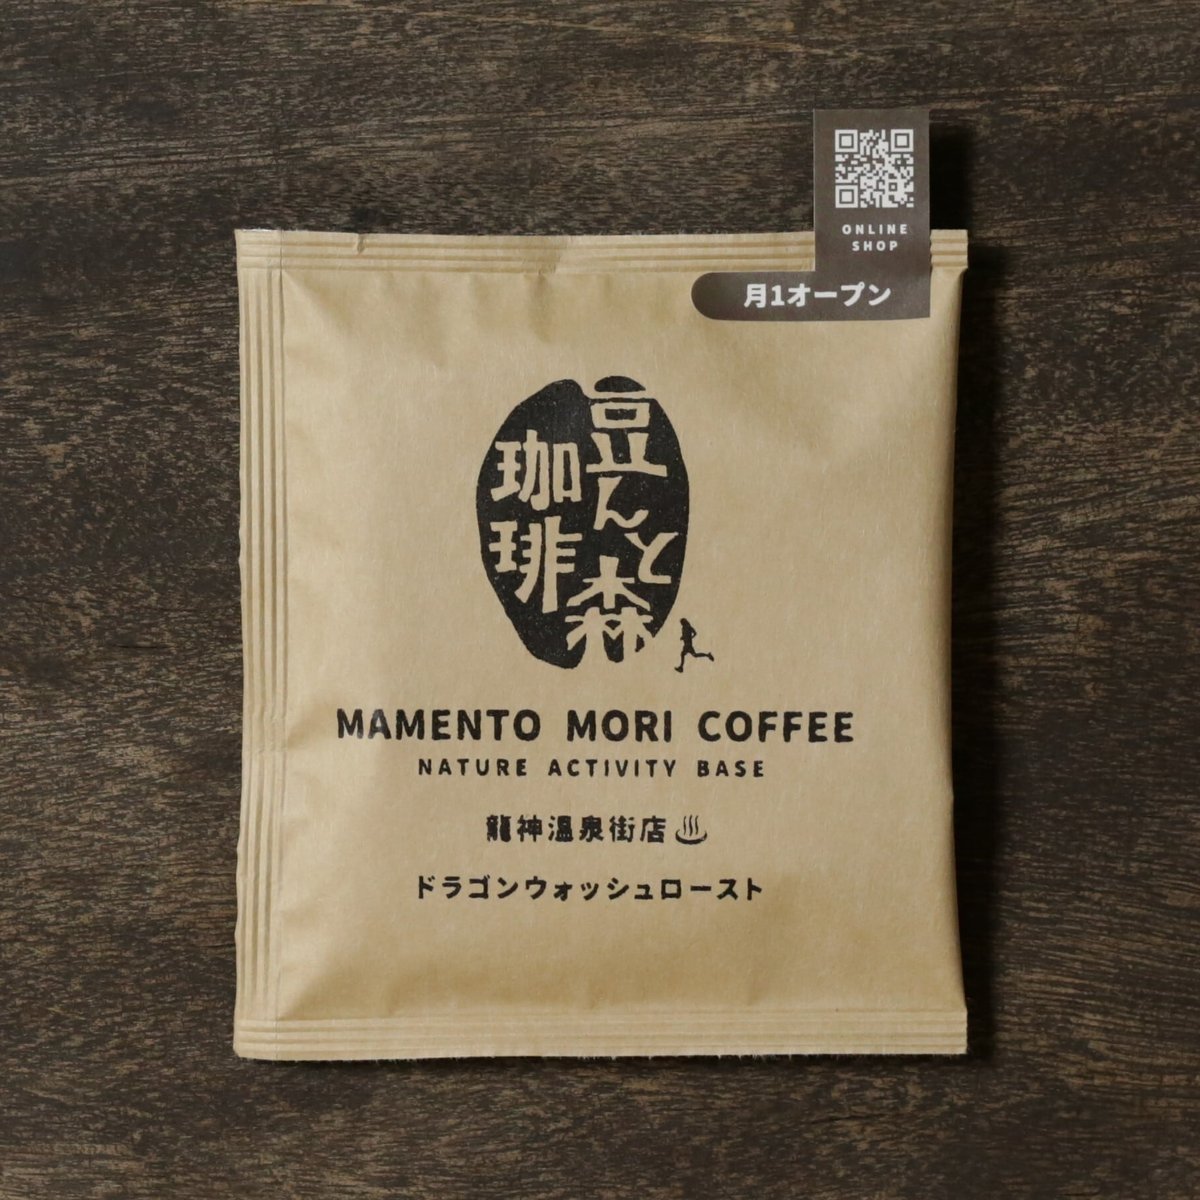 ONLINE
SHOP
月1オープン
豆んと森
珈琲
MAMENTO MORI COFFEE
NATURE ACTIVITY BASE
龍神温泉街店♨
ドラゴンウォッシュロースト